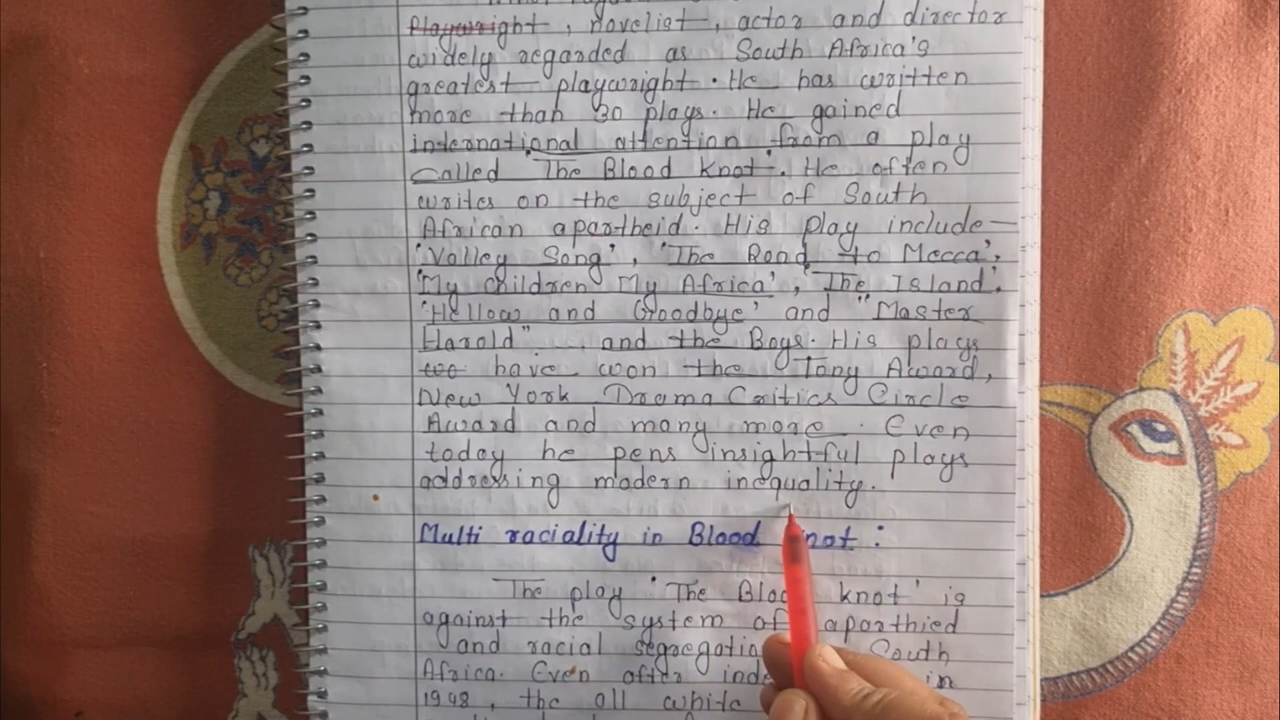 Playwright, novelist, actor and director
widely regarded as South Africa's
greatest playwright. He has written
more than 30 plays. He gained
international attention from a play
called 'The Blood Knot'. He often
writes on the subject of South
African apartheid. His play include—
'Valley Song', 'The Road to Mecca',
'My Children My Africa', 'The Island',
'Hellow and Goodbye' and "Master
Harold" .... and the Boys. His plays
have won the Tony Award,
New York Drama Critics Circle
Award and many more. Even
today he pens insightful plays
addressing modern inequality.
Multi raciality in Blood knot:
The play 'The Blood knot' is
against the system of aparthied
and racial segregation South
Africa. Even after in
1948, the all white